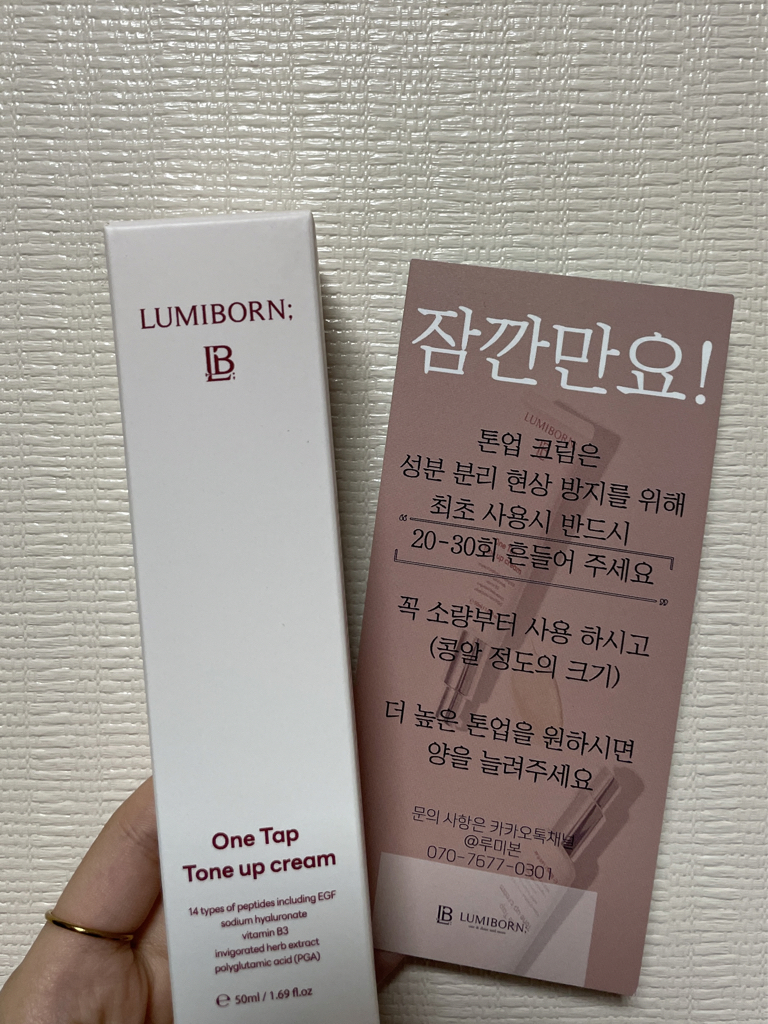 LUMIBORN;
LB
One Tap
Tone up cream
14 types of peptides including EGF
sodium hyaluronate
vitamin B3
invigorated herb extract
polyglutamic acid (PGA)
℮ 50ml / 1.69 fl.oz
잠깐만요!
톤업 크림은
성분 분리 현상 방지를 위해
최초 사용시 반드시
“20-30회 흔들어 주세요”
꼭 소량부터 사용 하시고
(콩알 정도의 크기)
더 높은 톤업을 원하시면
양을 늘려주세요
문의 사항은 카카오톡채널
@루미본
070-7677-0301
LB LUMIBORN;